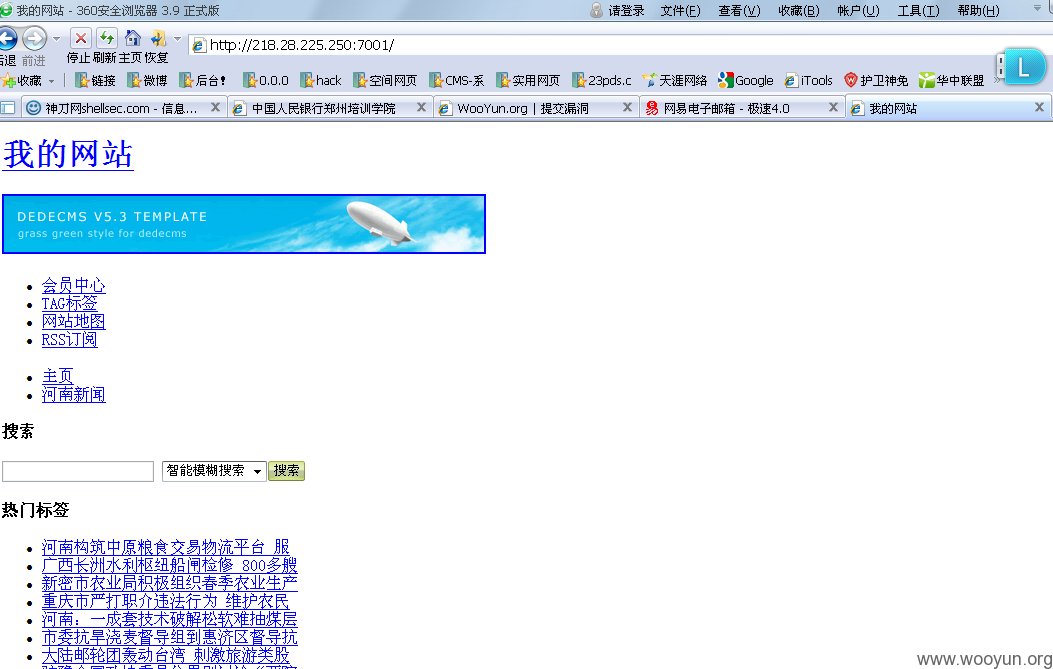 我的网站 - 360安全浏览器 3.9 正式版
请登录 文件(F) 查看(V) 收藏(B) 帐户(U) 工具(T) 帮助(H)
后退 前进 停止 刷新 主页 恢复
http://218.28.225.250:7001/
收藏 链接 微博 后台! 0.0.0 hack 空间网页 CMS-系 实用网页 23pds.c 天涯网络 Google iTools 护卫神免 华中联盟
L
神刀网shellsec.com - 信息... 中国人民银行郑州培训学院 WooYun.org | 提交漏洞 网易电子邮箱 - 极速4.0 我的网站
我的网站
DEDECMS V5.3 TEMPLATE
grass green style for dedecms
会员中心
TAG标签
网站地图
RSS订阅
主页
河南新闻
搜索
智能模糊搜索 搜索
热门标签
河南构筑中原粮食交易物流平台 服
广西长洲水利枢纽船闸检修 800多艘
新密市农业局积极组织春季农业生产
重庆市严打职介违法行为 维护农民
河南：一成套技术破解松软难抽煤层
市委抗旱浇麦督导组到惠济区督导抗
大陆邮轮团轰动台湾 刺激旅游类股
www.wooyun.org